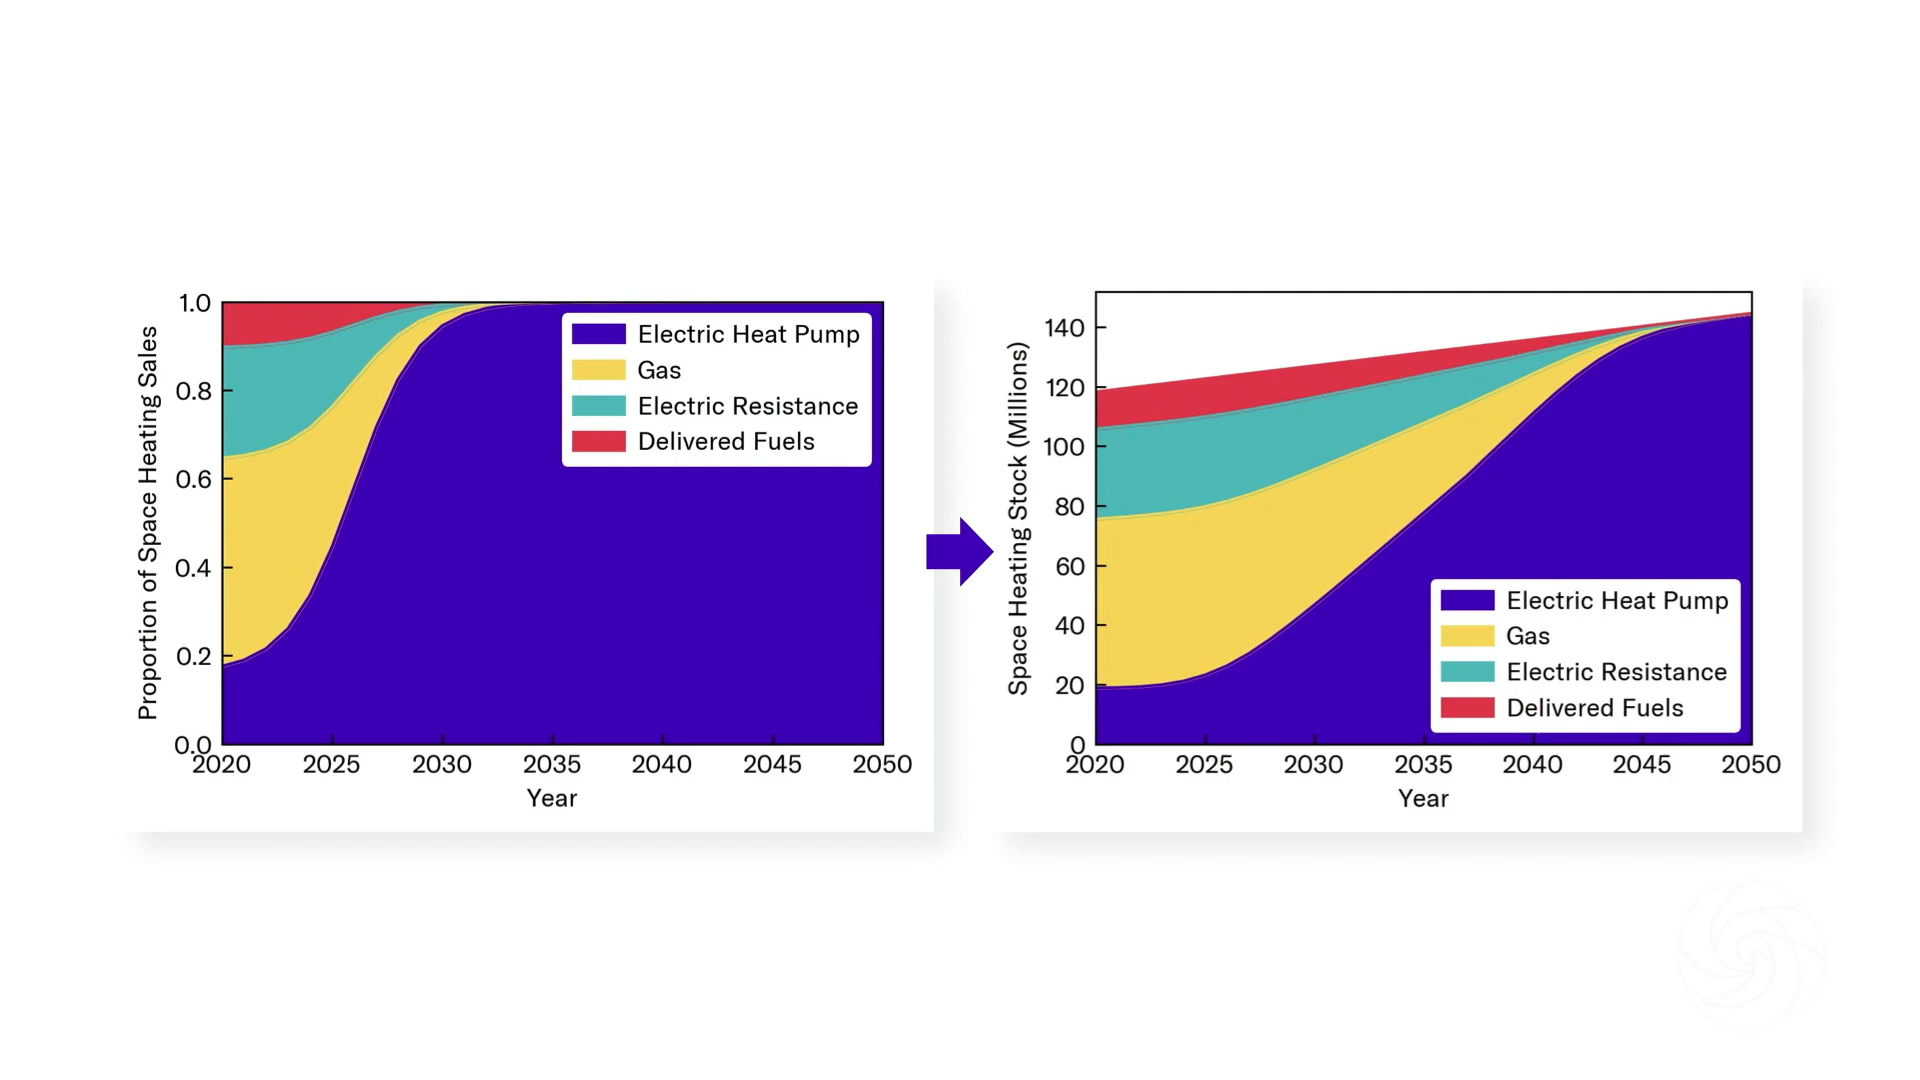 Proportion of Space Heating Sales
1.0
0.8
0.6
0.4
0.2
0.0
2020 2025 2030 2035 2040 2045 2050
Year
Electric Heat Pump
Gas
Electric Resistance
Delivered Fuels
Space Heating Stock (Millions)
140
120
100
80
60
40
20
0
2020 2025 2030 2035 2040 2045 2050
Year
Electric Heat Pump
Gas
Electric Resistance
Delivered Fuels